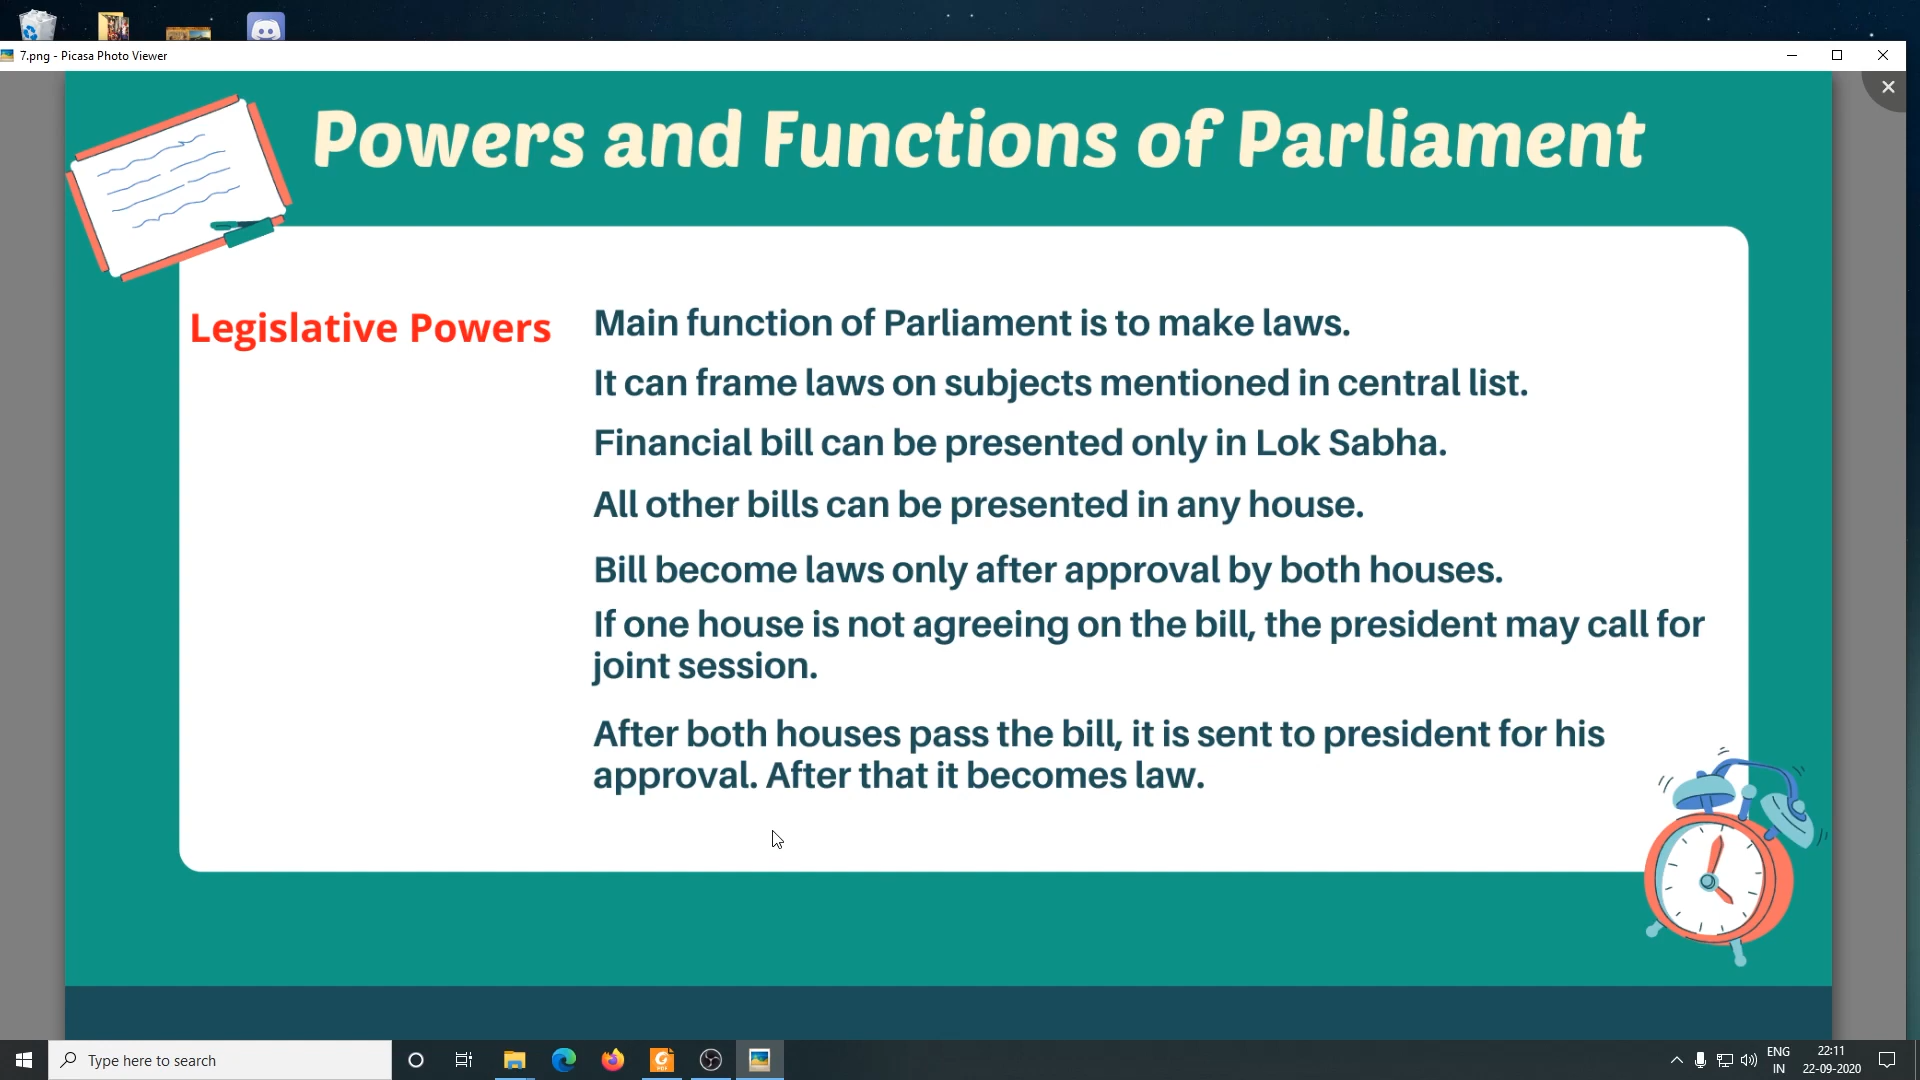 7.png - Picasa Photo Viewer
Powers and Functions of Parliament
Legislative Powers
Main function of Parliament is to make laws.
It can frame laws on subjects mentioned in central list.
Financial bill can be presented only in Lok Sabha.
All other bills can be presented in any house.
Bill become laws only after approval by both houses.
If one house is not agreeing on the bill, the president may call for
joint session.
After both houses pass the bill, it is sent to president for his
approval. After that it becomes law.
Type here to search
ENG
IN
22:11
22-09-2020